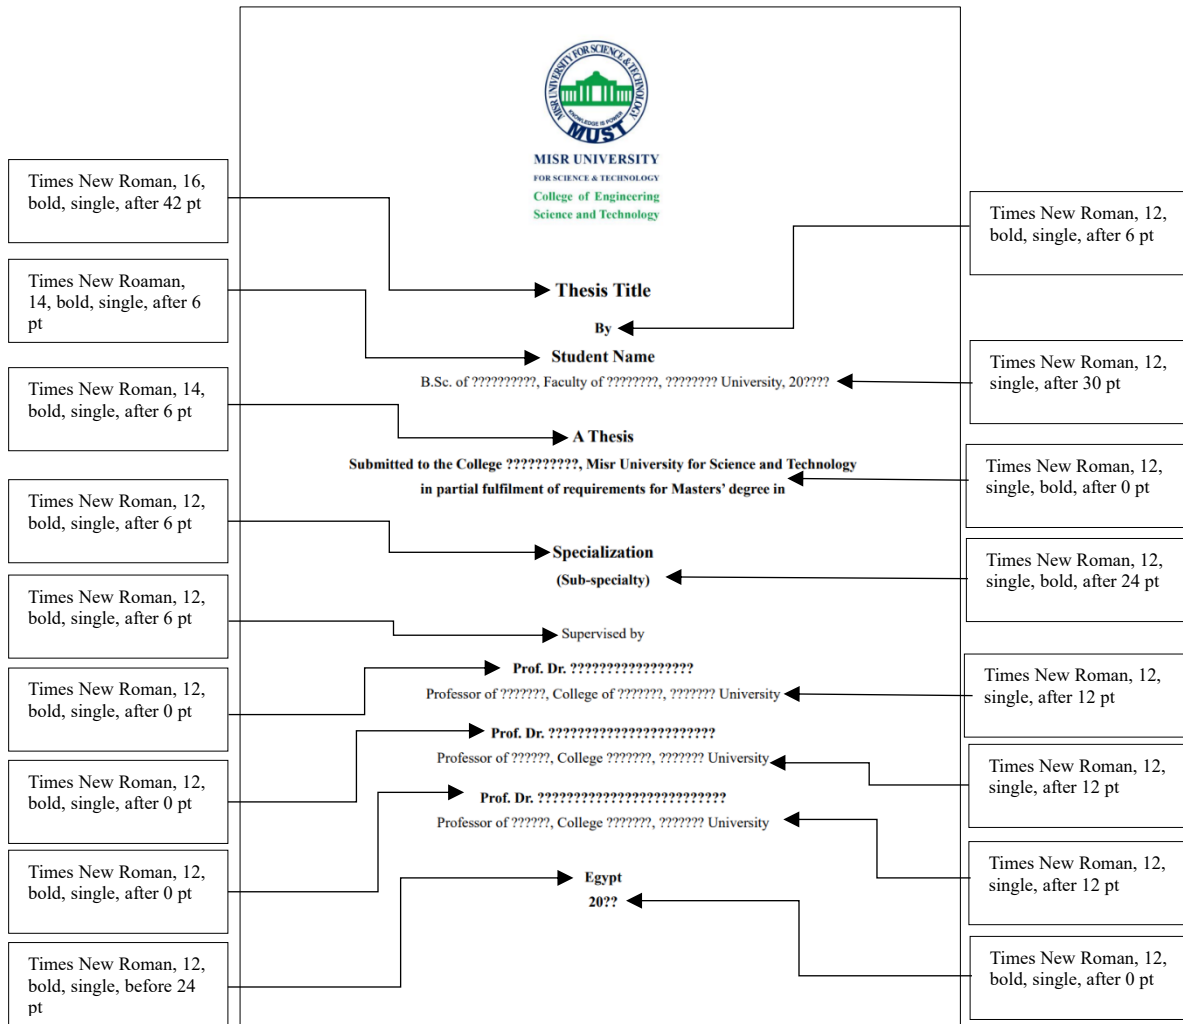 MISR UNIVERSITY FOR SCIENCE & TECHNOLOGY
KNOWLEDGE IS POWER
MUST
MISR UNIVERSITY
FOR SCIENCE & TECHNOLOGY
College of Engineering
Science and Technology
Times New Roman, 16,
bold, single, after 42 pt
Times New Roman, 12,
bold, single, after 6 pt
Times New Roaman,
14, bold, single, after 6
pt
Thesis Title
By
Student Name
B.Sc. of ??????????, Faculty of ????????, ???????? University, 20????
Times New Roman, 12,
single, after 30 pt
Times New Roman, 14,
bold, single, after 6 pt
A Thesis
Submitted to the College ??????????, Misr University for Science and Technology
in partial fulfilment of requirements for Masters’ degree in
Times New Roman, 12,
single, bold, after 0 pt
Times New Roman, 12,
bold, single, after 6 pt
Specialization
(Sub-specialty)
Times New Roman, 12,
single, bold, after 24 pt
Times New Roman, 12,
bold, single, after 6 pt
Supervised by
Prof. Dr. ?????????????????
Professor of ???????, College of ???????, ??????? University
Times New Roman, 12,
single, after 12 pt
Times New Roman, 12,
bold, single, after 0 pt
Prof. Dr. ???????????????????????
Professor of ??????, College ???????, ??????? University
Times New Roman, 12,
single, after 12 pt
Times New Roman, 12,
bold, single, after 0 pt
Prof. Dr. ??????????????????????????
Professor of ??????, College ???????, ??????? University
Times New Roman, 12,
single, after 12 pt
Times New Roman, 12,
bold, single, after 0 pt
Egypt
20??
Times New Roman, 12,
bold, single, before 24
pt
Times New Roman, 12,
bold, single, after 0 pt